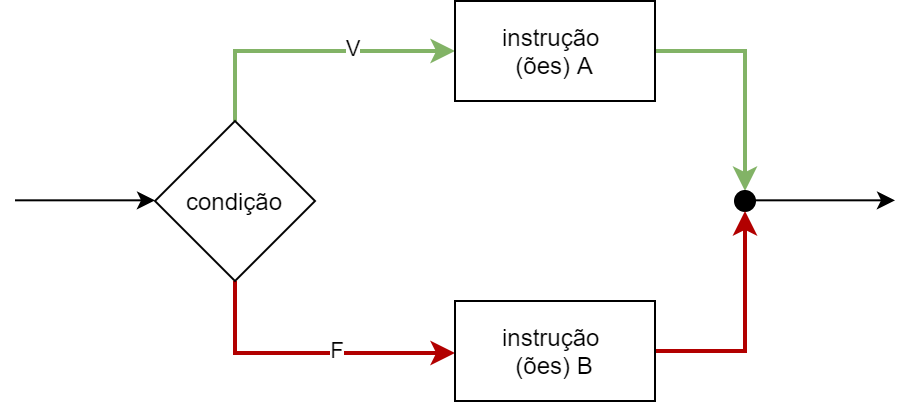 V
instrução
(ões) A
condição
F
instrução
(ões) B